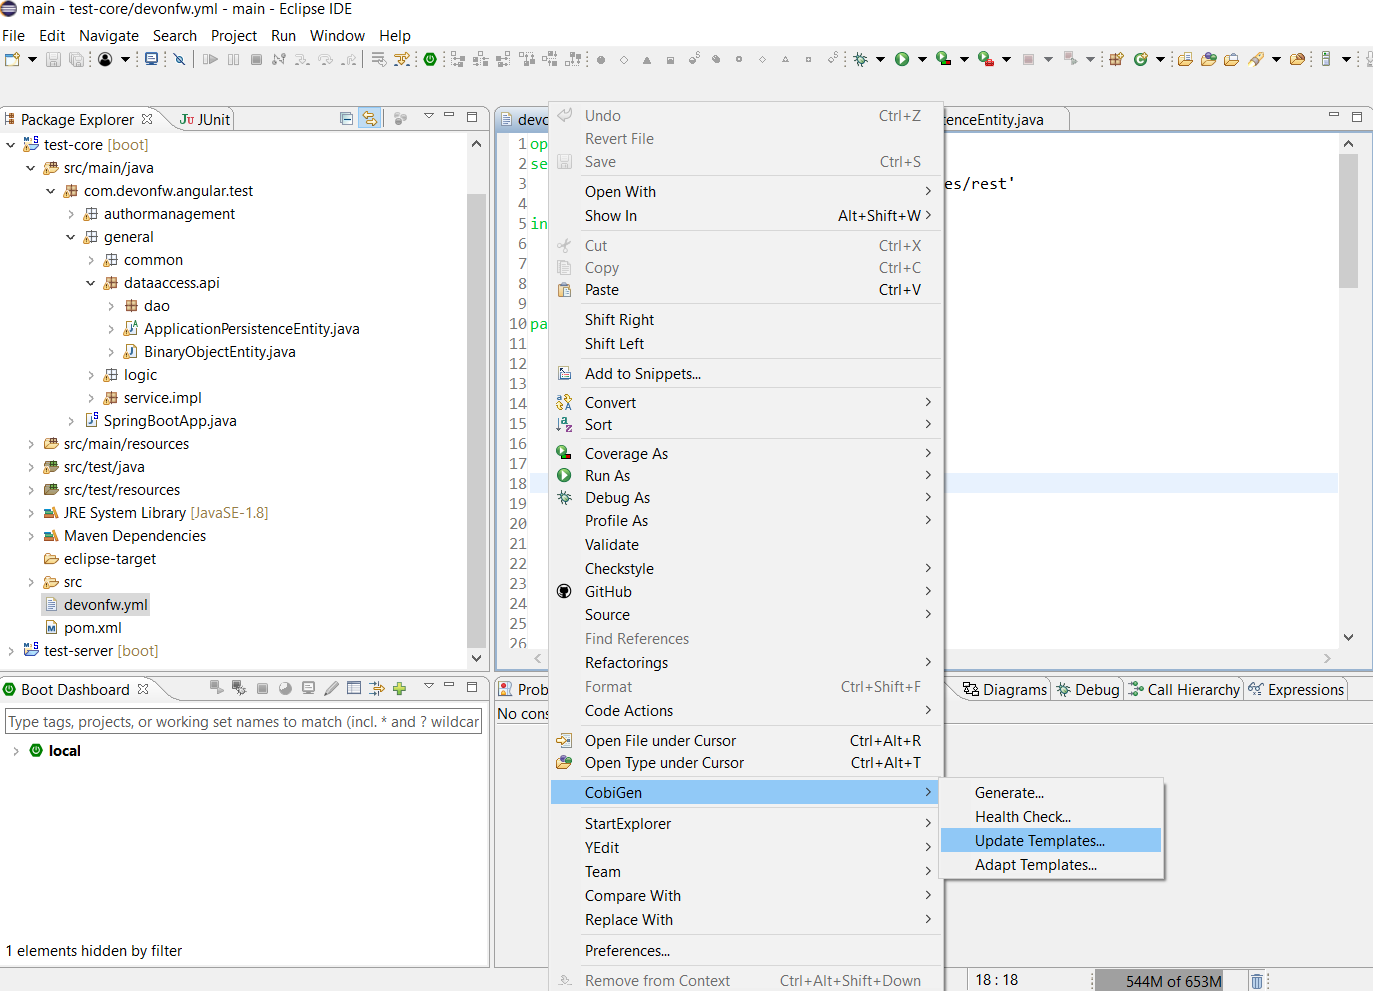 main - test-core/devonfw.yml - main - Eclipse IDE
File Edit Navigate Search Project Run Window Help
Package Explorer JUnit
test-core [boot]
src/main/java
com.devonfw.angular.test
authormanagement
general
common
dataaccess.api
dao
ApplicationPersistenceEntity.java
BinaryObjectEntity.java
logic
service.impl
SpringBootApp.java
src/main/resources
src/test/java
src/test/resources
JRE System Library [JavaSE-1.8]
Maven Dependencies
eclipse-target
src
devonfw.yml
pom.xml
test-server [boot]
Boot Dashboard
Type tags, projects, or working set names to match (incl. * and ? wildcar
local
1 elements hidden by filter
devo
tenceEntity.java
1 op
2 se
3 es/rest'
4
5 in
6
7
8
9
10 pa
11
12
13
14
15
16
17
18
19
20
21
22
23
24
25
26
Undo Ctrl+Z
Revert File
Save Ctrl+S
Open With
Show In Alt+Shift+W
Cut Ctrl+X
Copy Ctrl+C
Paste Ctrl+V
Shift Right
Shift Left
Add to Snippets...
Convert
Sort
Coverage As
Run As
Debug As
Profile As
Validate
Checkstyle
GitHub
Source
Find References
Refactorings
Format Ctrl+Shift+F
Code Actions
Open File under Cursor Ctrl+Alt+R
Open Type under Cursor Ctrl+Alt+T
CobiGen
StartExplorer
YEdit
Team
Compare With
Replace With
Preferences...
Remove from Context Ctrl+Alt+Shift+Down
Generate...
Health Check...
Update Templates...
Adapt Templates...
Prob
Diagrams Debug Call Hierarchy Expressions
No cons
18 : 18
544M of 653M